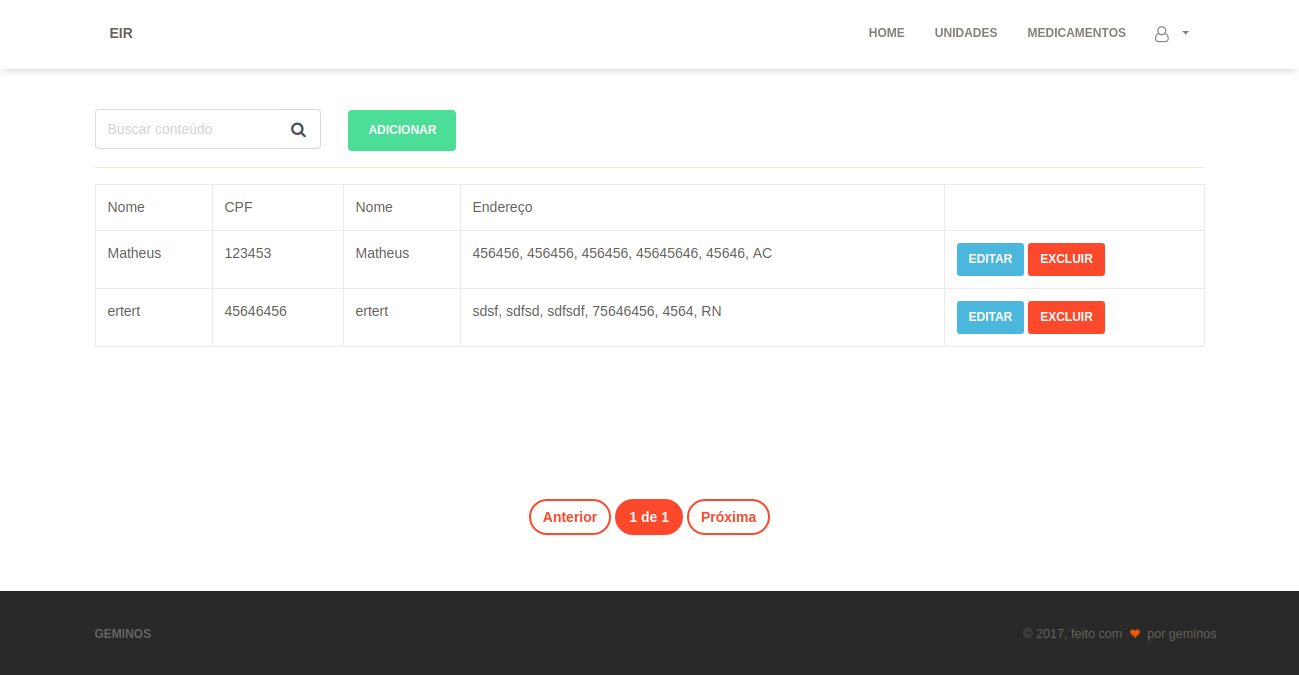 EIR HOME UNIDADES MEDICAMENTOS
Buscar conteúdo ADICIONAR
Nome CPF Nome Endereço
Matheus 123453 Matheus 456456, 456456, 456456, 45645646, 45646, AC EDITAR EXCLUIR
ertert 45646456 ertert sdsf, sdfsd, sdfsdf, 75646456, 4564, RN EDITAR EXCLUIR
Anterior 1 de 1 Próxima
GEMINOS © 2017, feito com ❤ por geminos